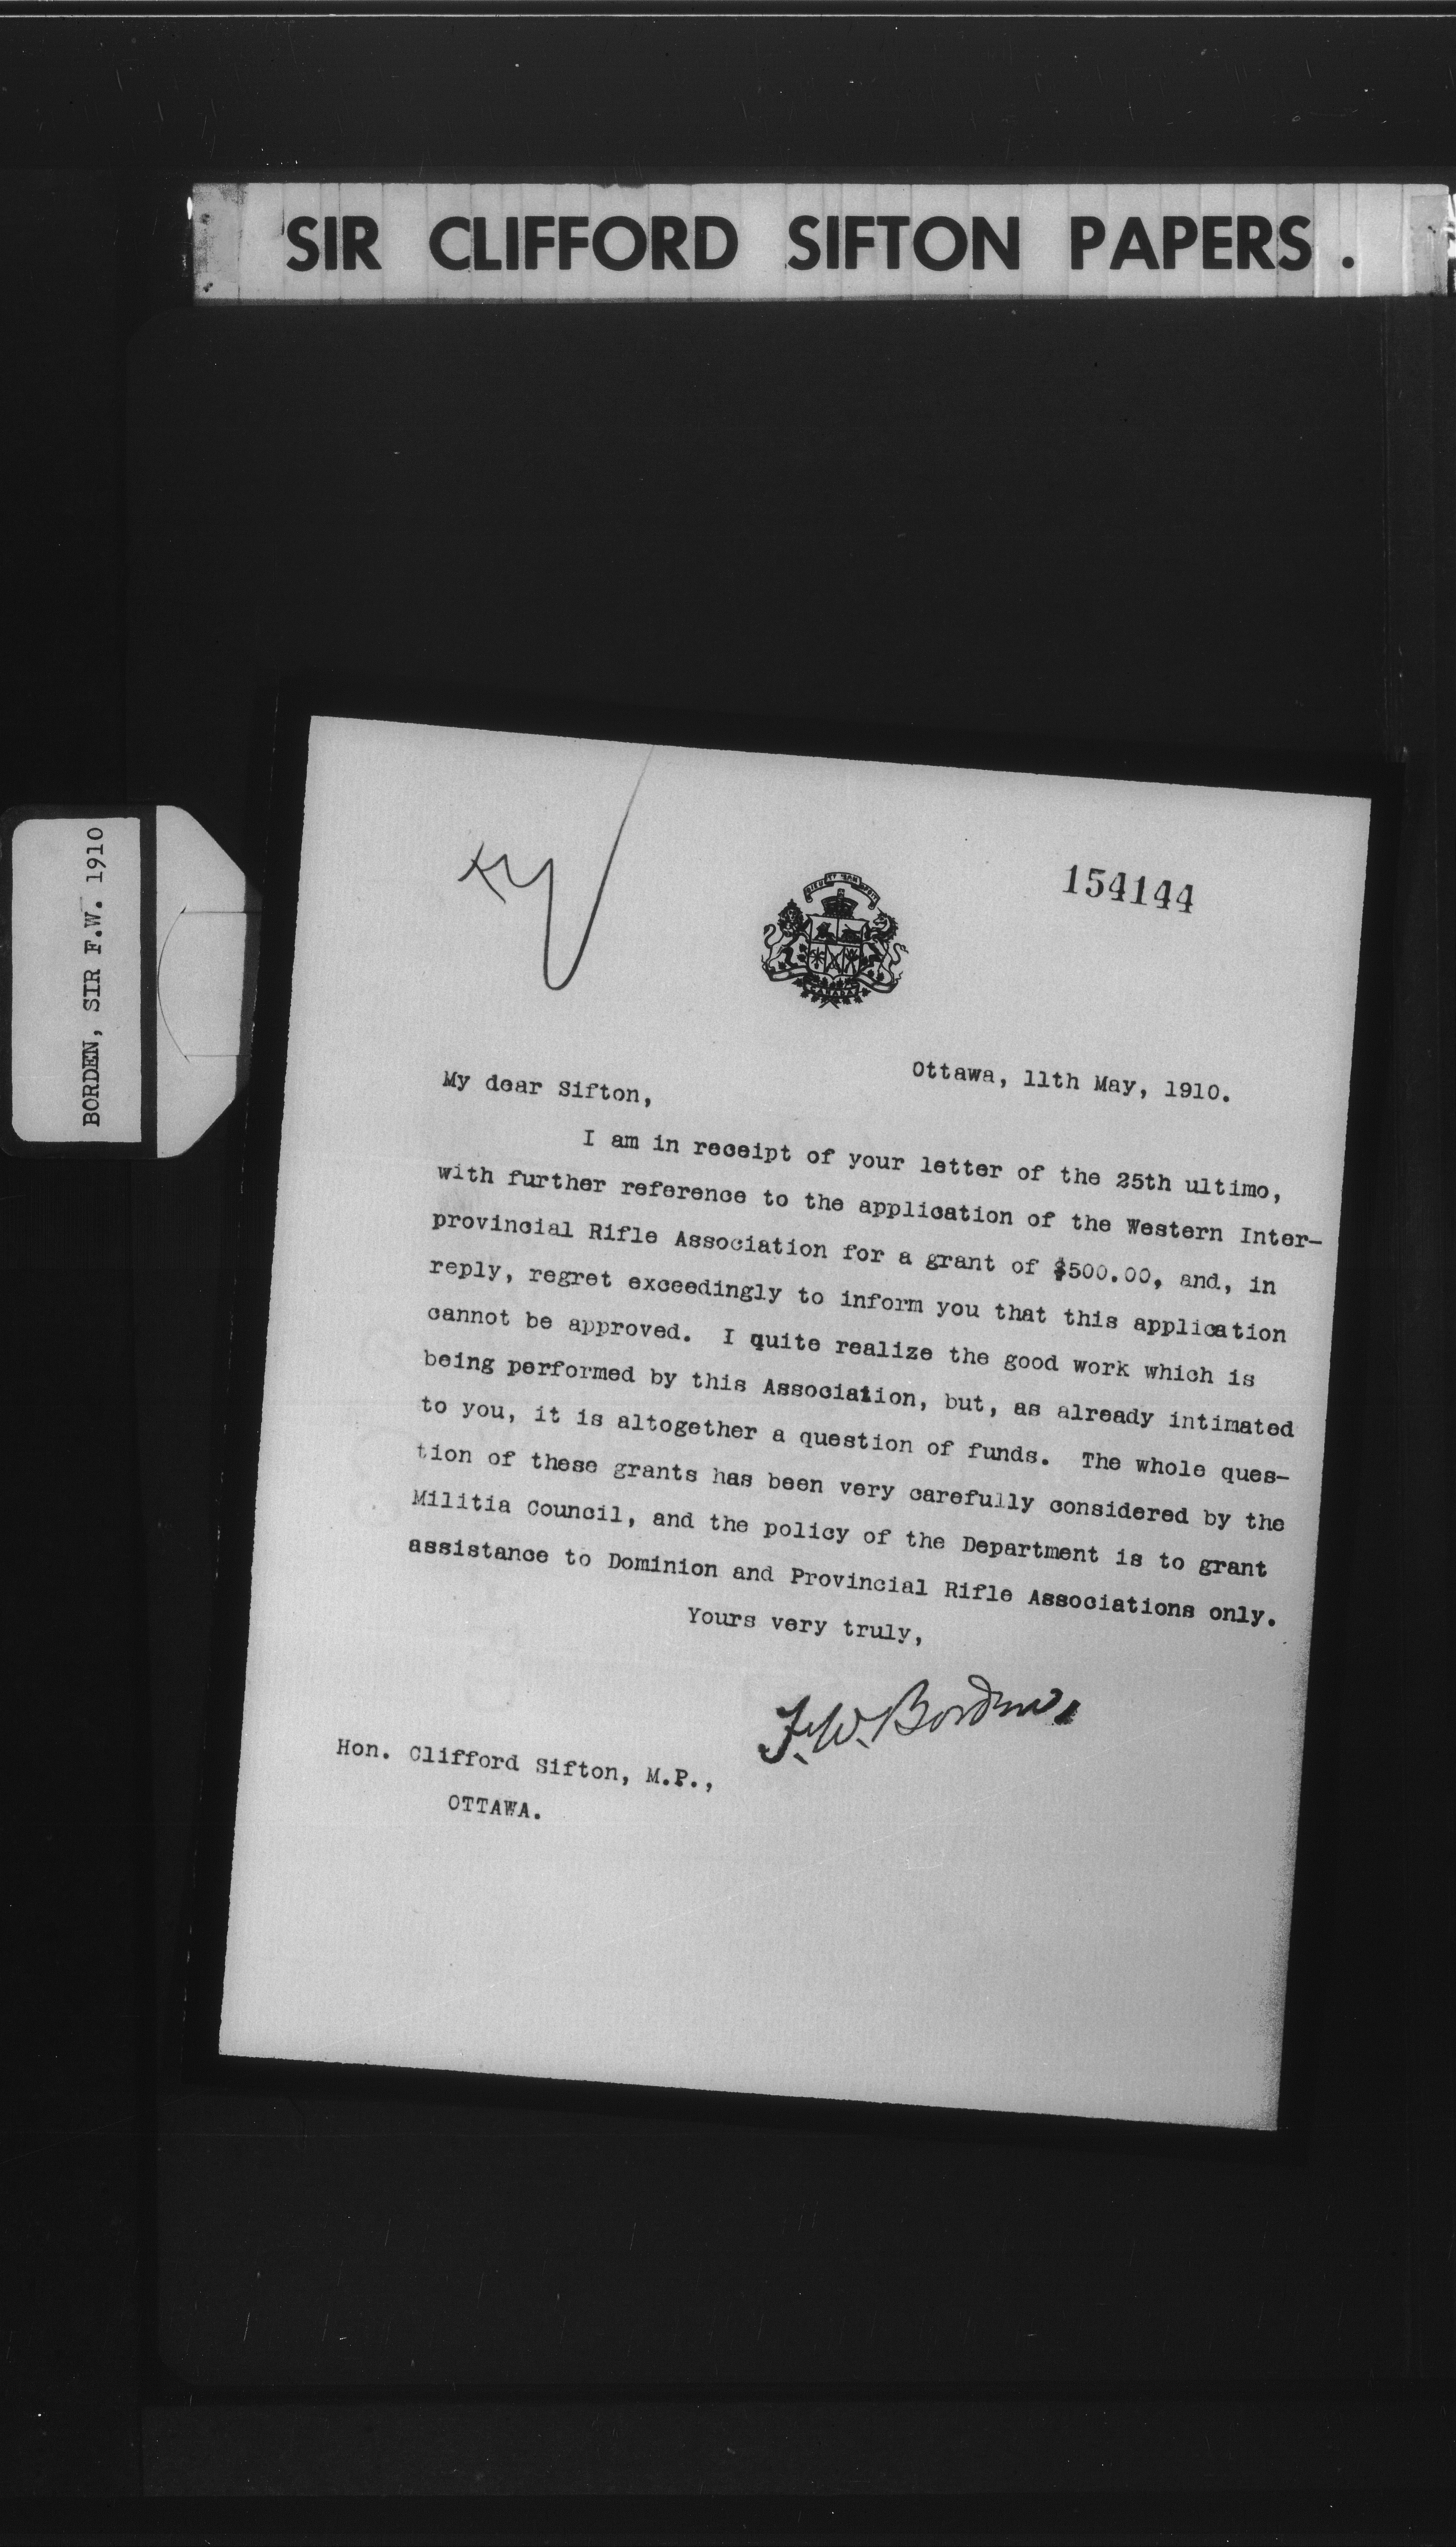 SIR CLIFFORD SIFTON PAPERS.
BORDEN, SIR F.W. 1910
154144
Ottawa, 11th May, 1910.
My dear Sifton,
I am in receipt of your letter of the 25th ultimo,
with further reference to the application of the Western Inter-
provincial Rifle Association for a grant of $500.00, and, in
reply, regret exceedingly to inform you that this application
cannot be approved. I quite realize the good work which is
being performed by this Association, but, as already intimated
to you, it is altogether a question of funds. The whole ques-
tion of these grants has been very carefully considered by the
Militia Council, and the policy of the Department is to grant
assistance to Dominion and Provincial Rifle Associations only.
Yours very truly,
F.W. Borden
Hon. Clifford Sifton, M.P.,
OTTAWA.